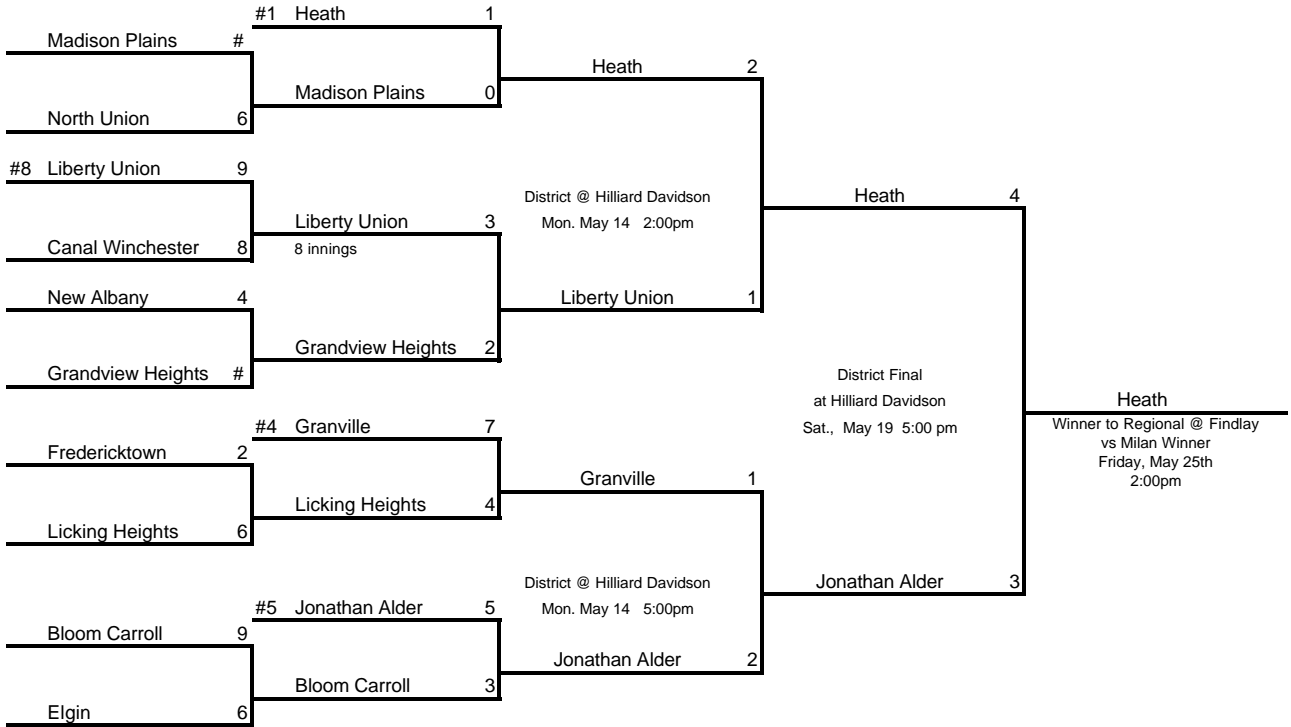 #1 Heath 1
Madison Plains #
Heath 2
Madison Plains 0
North Union 6
#8 Liberty Union 9
District @ Hilliard Davidson
Heath 4
Liberty Union 3
Mon. May 14 2:00pm
Canal Winchester 8
8 innings
New Albany 4
Liberty Union 1
Grandview Heights 2
Grandview Heights #
District Final
at Hilliard Davidson
Sat., May 19 5:00 pm
Heath
Winner to Regional @ Findlay
vs Milan Winner
Friday, May 25th
2:00pm
#4 Granville 7
Fredericktown 2
Granville 1
Licking Heights 4
Licking Heights 6
District @ Hilliard Davidson
Jonathan Alder 3
#5 Jonathan Alder 5
Mon. May 14 5:00pm
Bloom Carroll 9
Jonathan Alder 2
Bloom Carroll 3
Elgin 6